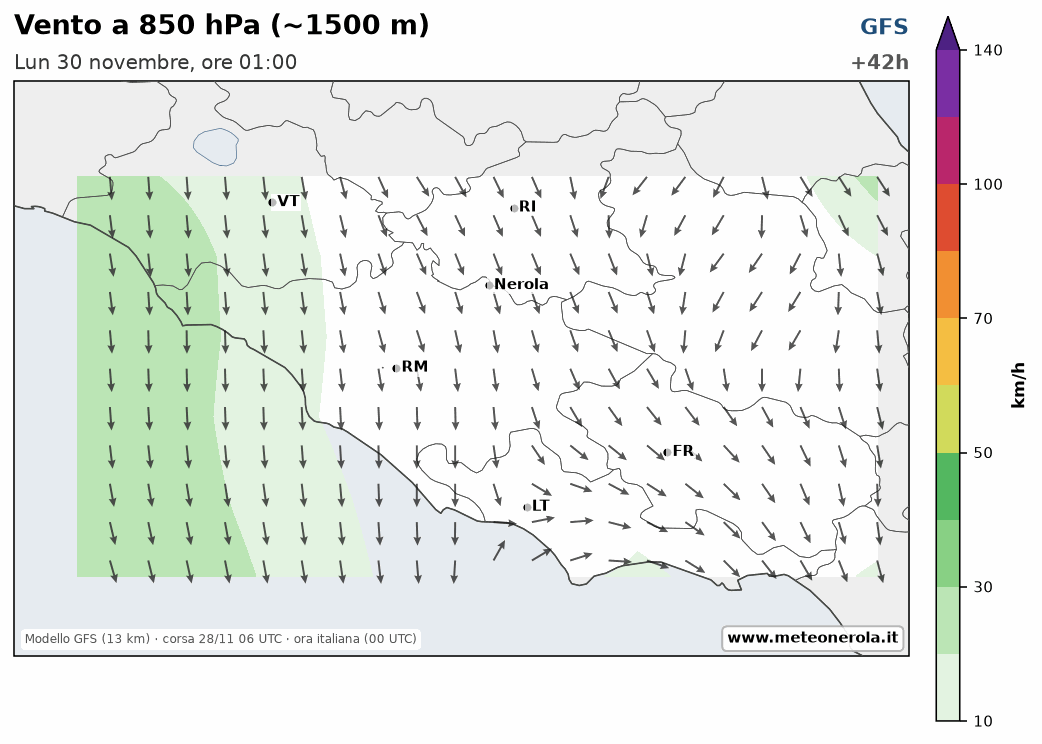 Vento a 850 hPa (~1500 m)
GFS
Lun 30 novembre, ore 01:00
+42h
VT
RI
Nerola
RM
FR
LT
140
100
70
50
30
10
km/h
Modello GFS (13 km) · corsa 28/11 06 UTC · ora italiana (00 UTC)
www.meteonerola.it